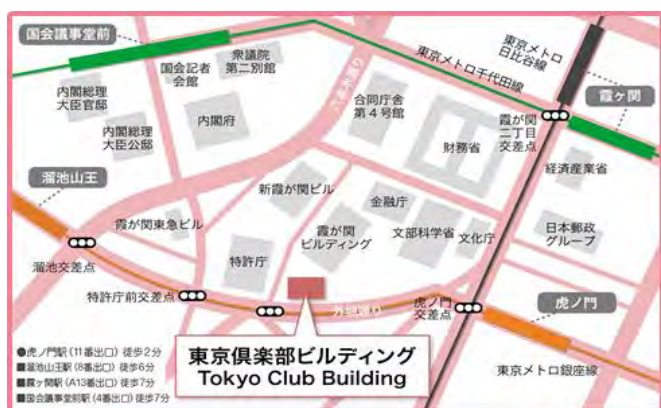 国会議事堂前
国会記者
会館
衆議院
第二別館
六本木通り
東京メトロ千代田線
東京メトロ
日比谷線
霞ヶ関
内閣総理
大臣官邸
内閣総理
大臣公邸
内閣府
合同庁舎
第4号館
財務省
霞が関
二丁目
交差点
経済産業省
溜池山王
新霞が関ビル
金融庁
霞が関東急ビル
霞が関
ビルディング
文部科学省
文化庁
日本郵政
グループ
溜池交差点
特許庁
特許庁前交差点
外堀通り
虎ノ門
交差点
虎ノ門
東京倶楽部ビルディング
Tokyo Club Building
東京メトロ銀座線
●虎ノ門駅(11番出口)徒歩2分
■溜池山王駅(8番出口)徒歩6分
■霞ヶ関駅(A13番出口)徒歩7分
■国会議事堂前駅(4番出口)徒歩7分